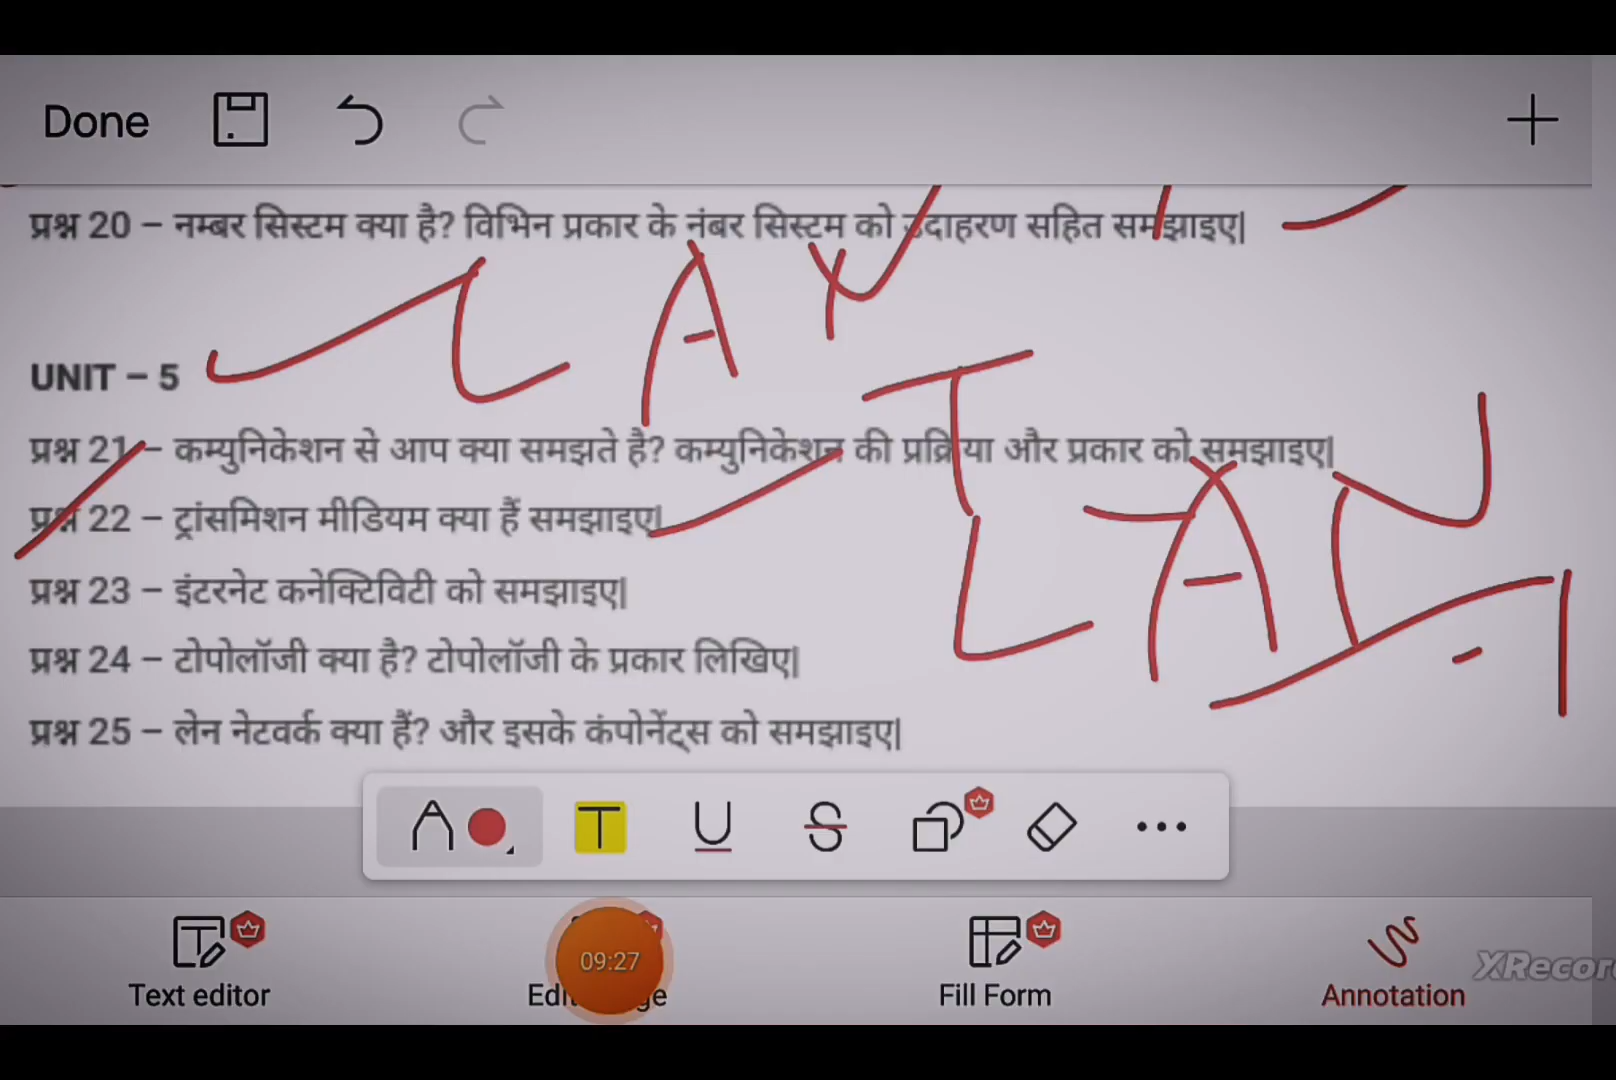 Done
प्रश्न 20 – नम्बर सिस्टम क्या है? विभिन प्रकार के नंबर सिस्टम को उदाहरण सहित समझाइए|
UNIT – 5
प्रश्न 21 – कम्युनिकेशन से आप क्या समझते है? कम्युनिकेशन की प्रक्रिया और प्रकार को समझाइए|
प्रश्न 22 – ट्रांसमिशन मीडियम क्या हैं समझाइए|
प्रश्न 23 – इंटरनेट कनेक्टिविटी को समझाइए|
प्रश्न 24 – टोपोलॉजी क्या है? टोपोलॉजी के प्रकार लिखिए|
प्रश्न 25 – लेन नेटवर्क क्या हैं? और इसके कंपोनेंट्स को समझाइए|
LAN
09:27
Text editor
Fill Form
Annotation
XRecor